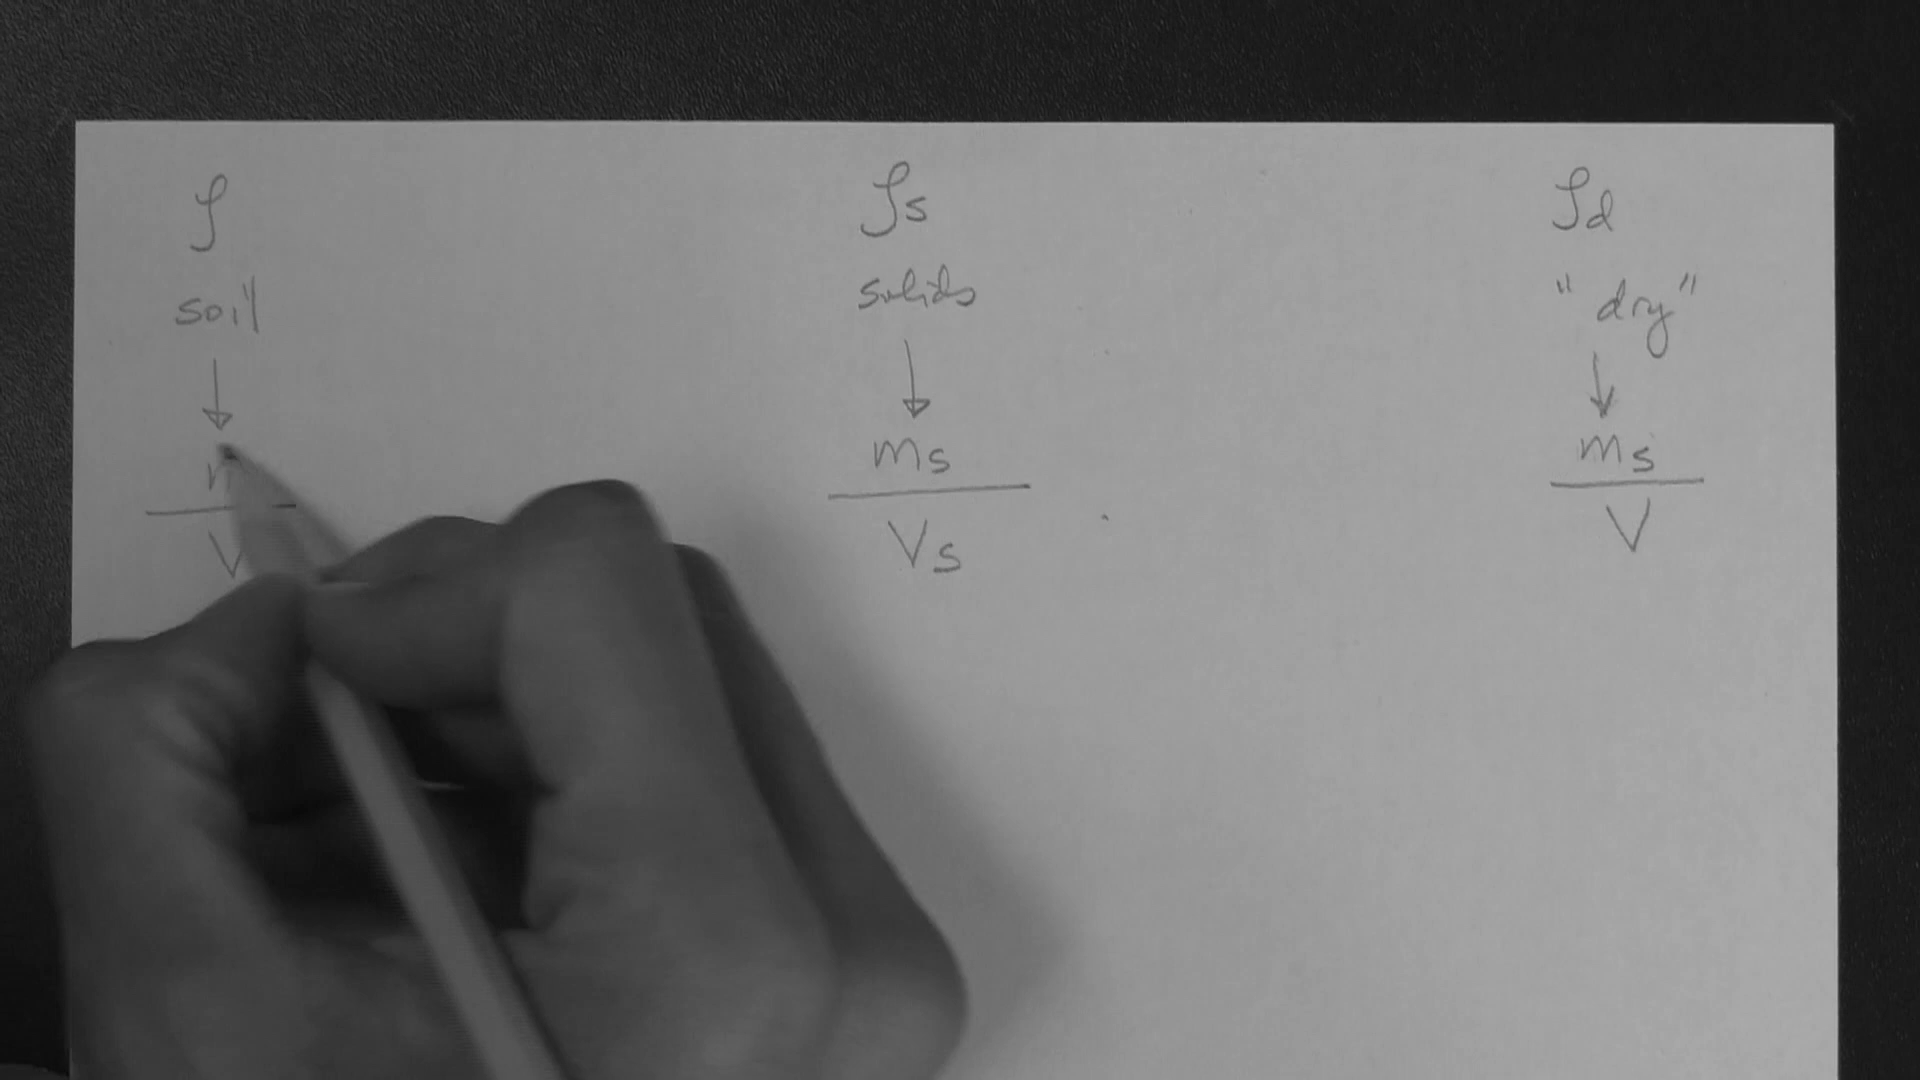 ρ
soil
↓
V
ρs
solids
↓
ms
Vs
ρd
"dry"
↓
ms
V